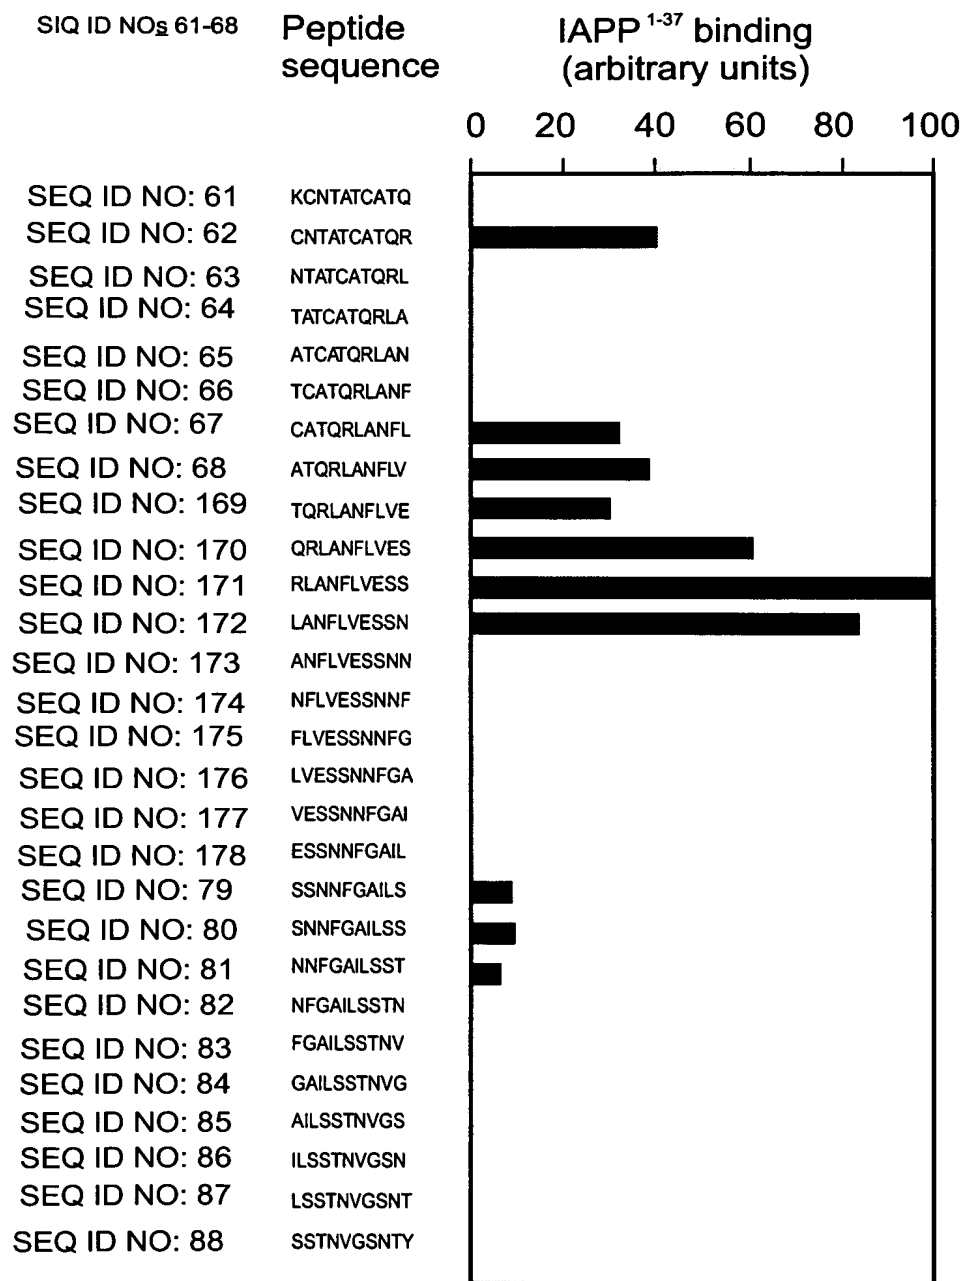 SIQ ID NOs 61-68 Peptide sequence IAPP 1-37 binding (arbitrary units)
0 20 40 60 80 100
SEQ ID NO: 61 KCNTATCATQ
SEQ ID NO: 62 CNTATCATQR
SEQ ID NO: 63 NTATCATQRL
SEQ ID NO: 64 TATCATQRLA
SEQ ID NO: 65 ATCATQRLAN
SEQ ID NO: 66 TCATQRLANF
SEQ ID NO: 67 CATQRLANFL
SEQ ID NO: 68 ATQRLANFLV
SEQ ID NO: 169 TQRLANFLVE
SEQ ID NO: 170 QRLANFLVES
SEQ ID NO: 171 RLANFLVESS
SEQ ID NO: 172 LANFLVESSN
SEQ ID NO: 173 ANFLVESSNN
SEQ ID NO: 174 NFLVESSNNF
SEQ ID NO: 175 FLVESSNNFG
SEQ ID NO: 176 LVESSNNFGA
SEQ ID NO: 177 VESSNNFGAI
SEQ ID NO: 178 ESSNNFGAIL
SEQ ID NO: 79 SSNNFGAILS
SEQ ID NO: 80 SNNFGAILSS
SEQ ID NO: 81 NNFGAILSST
SEQ ID NO: 82 NFGAILSSTN
SEQ ID NO: 83 FGAILSSTNV
SEQ ID NO: 84 GAILSSTNVG
SEQ ID NO: 85 AILSSTNVGS
SEQ ID NO: 86 ILSSTNVGSN
SEQ ID NO: 87 LSSTNVGSNT
SEQ ID NO: 88 SSTNVGSNTY